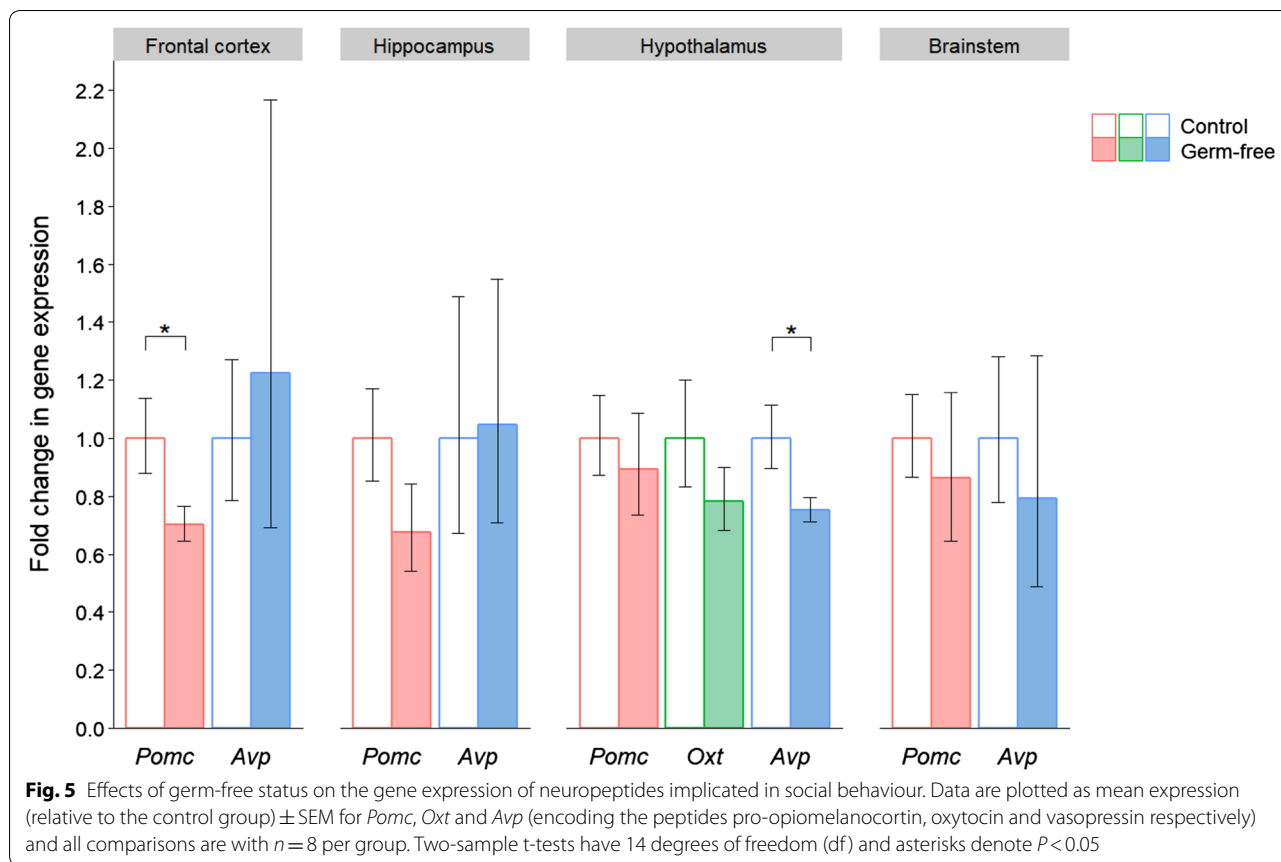 Frontal cortex Hippocampus Hypothalamus Brainstem
Control
Germ-free
Fold change in gene expression
2.2
2.0
1.8
1.6
1.4
1.2
1.0
0.8
0.6
0.4
0.2
0.0
* *
Pomc Avp Pomc Avp Pomc Oxt Avp Pomc Avp
Fig. 5 Effects of germ-free status on the gene expression of neuropeptides implicated in social behaviour. Data are plotted as mean expression
(relative to the control group) ± SEM for Pomc, Oxt and Avp (encoding the peptides pro-opiomelanocortin, oxytocin and vasopressin respectively)
and all comparisons are with n = 8 per group. Two-sample t-tests have 14 degrees of freedom (df) and asterisks denote P < 0.05